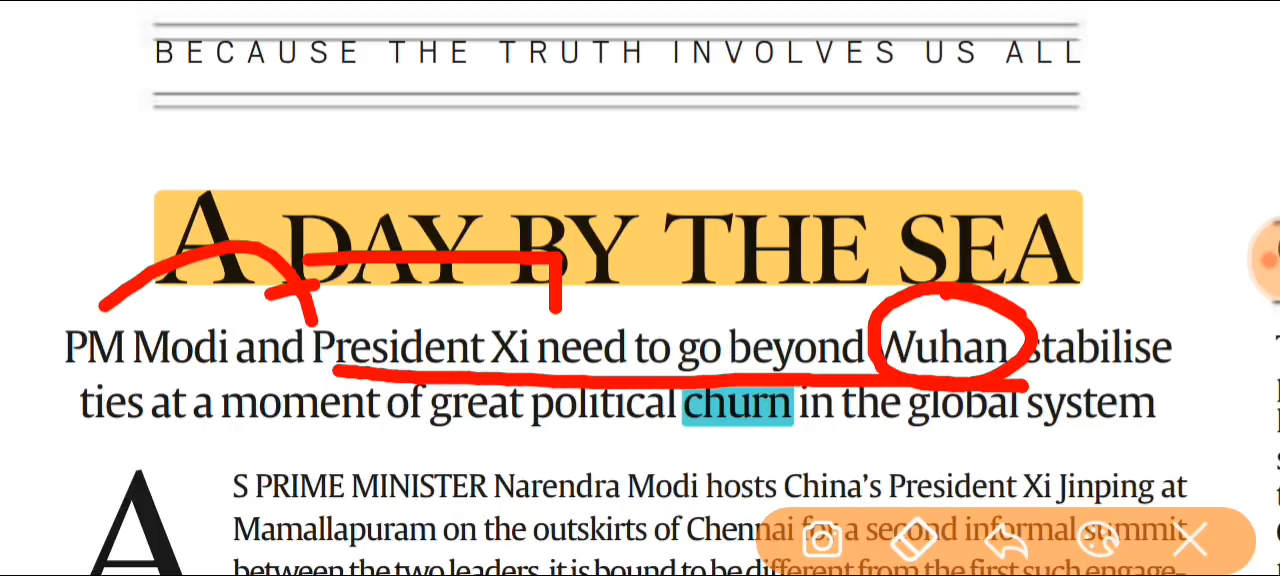 BECAUSE THE TRUTH INVOLVES US ALL
A DAY BY THE SEA
PM Modi and President Xi need to go beyond Wuhan, stabilise
ties at a moment of great political churn in the global system
AS PRIME MINISTER Narendra Modi hosts China's President Xi Jinping at
Mamallapuram on the outskirts of Chennai for a second informal summit
between the two leaders, it is bound to be different from the first such engage-